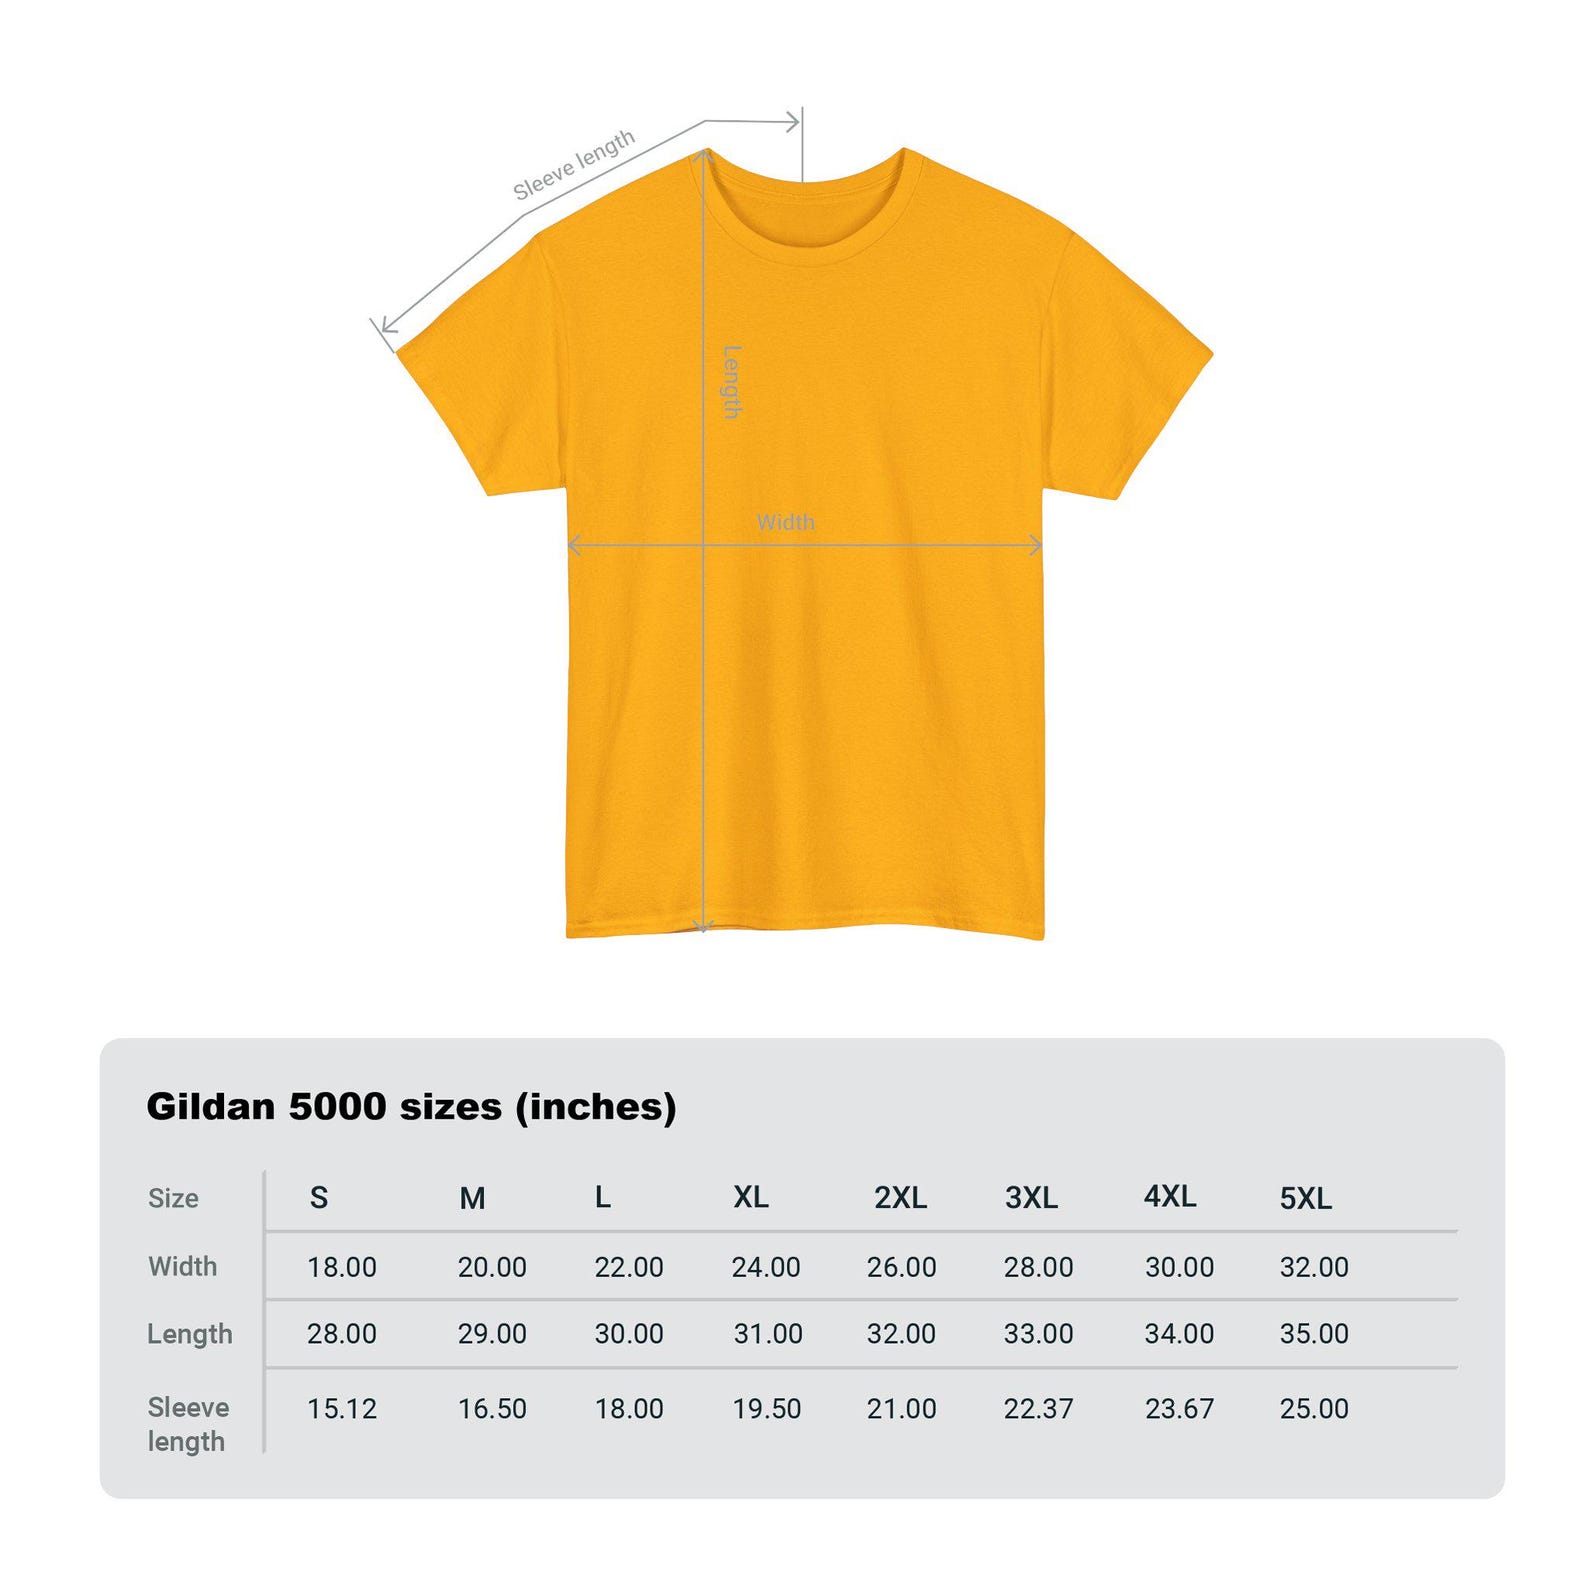 Sleeve length
Length
Width
Gildan 5000 sizes (inches)
Size S M L XL 2XL 3XL 4XL 5XL
Width 18.00 20.00 22.00 24.00 26.00 28.00 30.00 32.00
Length 28.00 29.00 30.00 31.00 32.00 33.00 34.00 35.00
Sleeve length 15.12 16.50 18.00 19.50 21.00 22.37 23.67 25.00